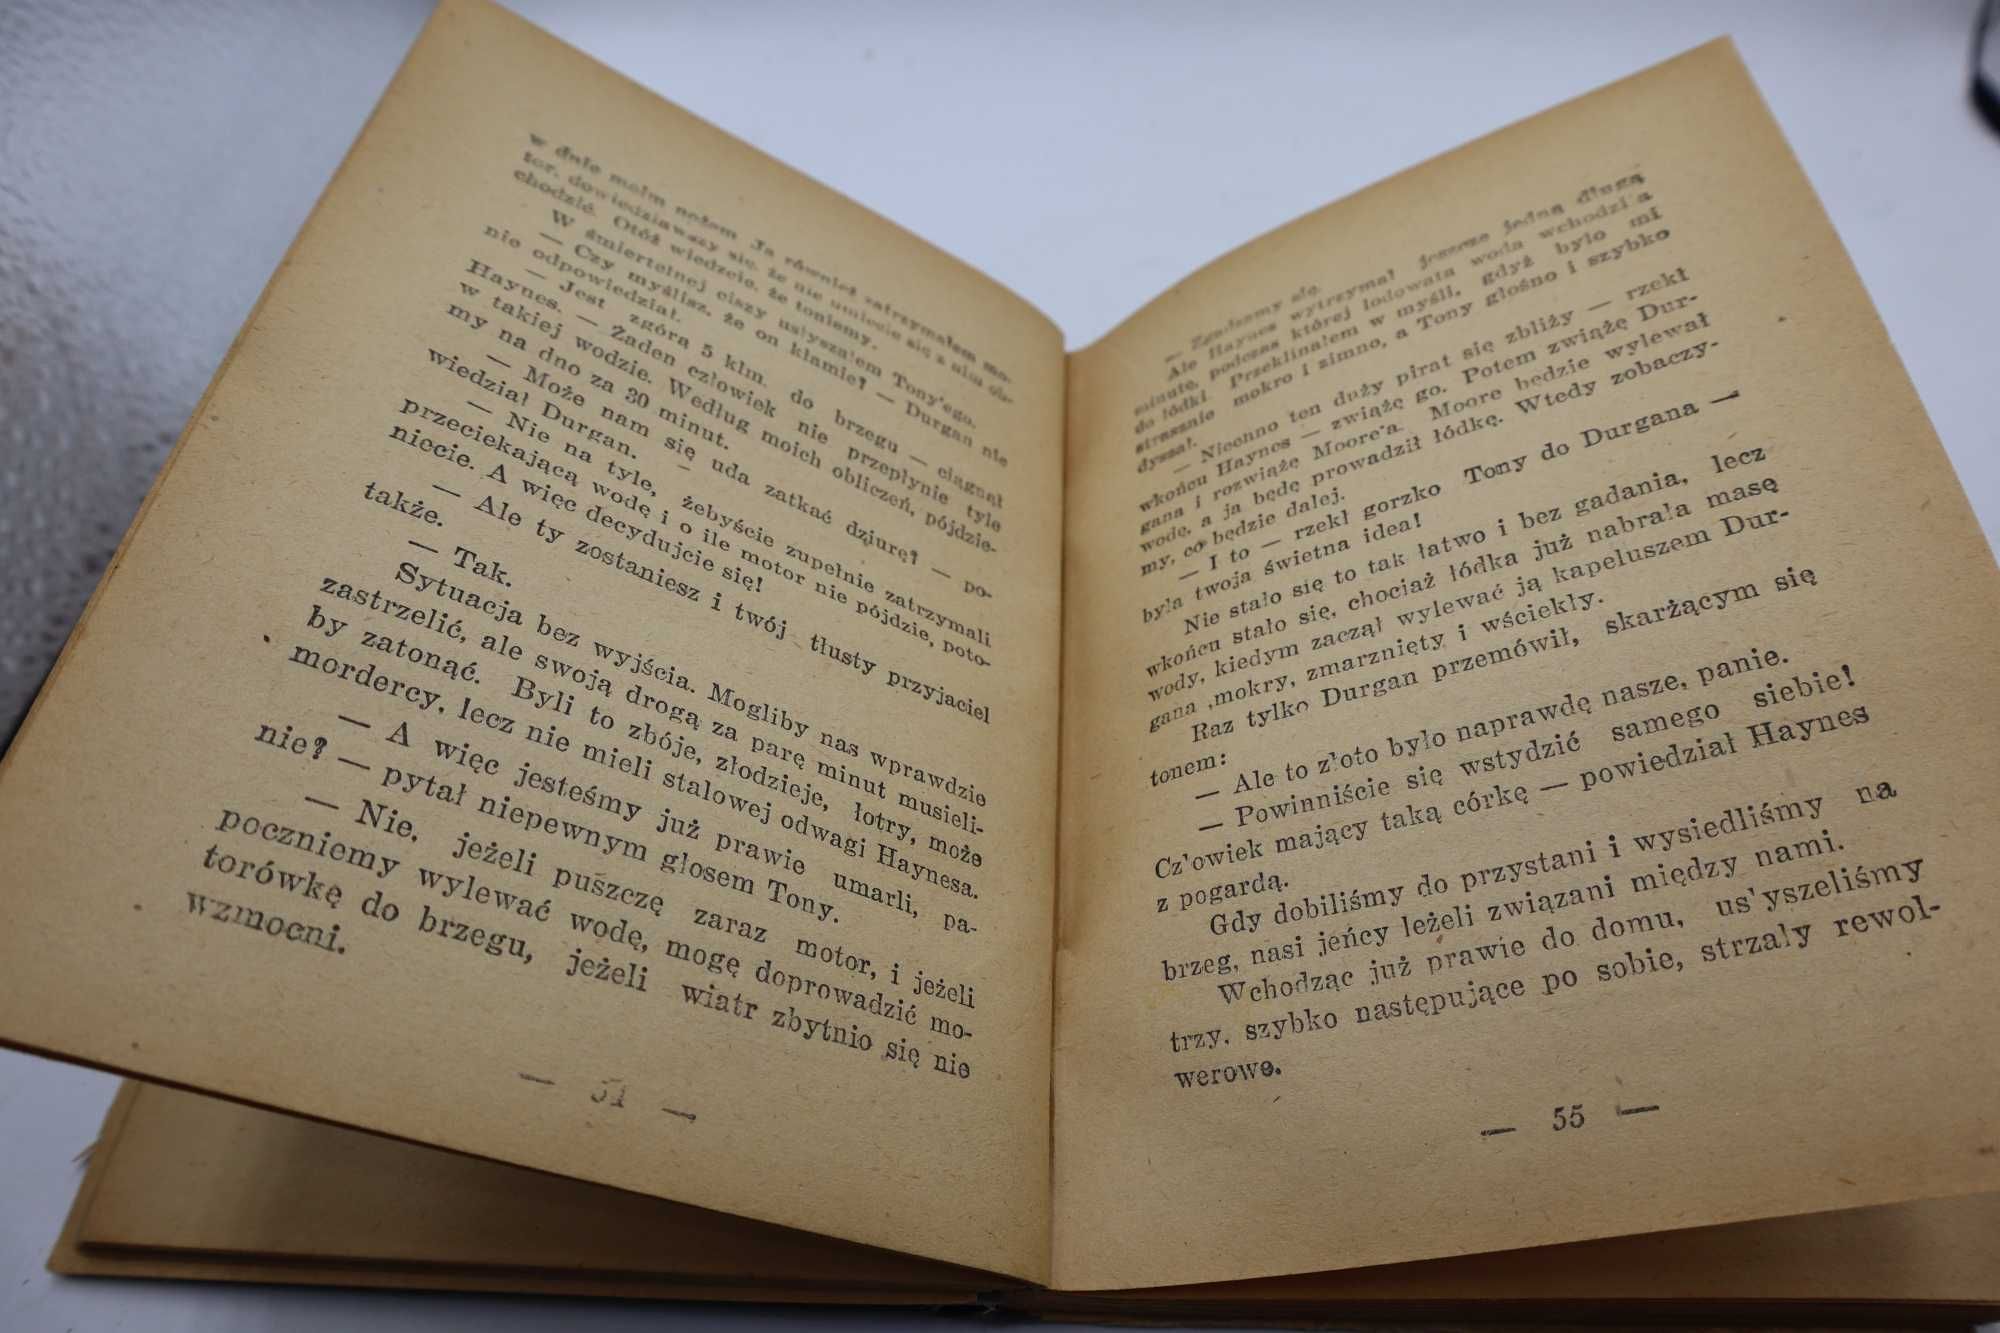 w dnie moim nożem Ja również zatrzymałem mo-
tor, dowiedziawszy się, że nie umiecie się z nim ob-
chodzić. Otóż wiedzcie, że toniemy.
W śmiertelnej ciszy usłyszałem Tony'ego.
— Czy myślisz, że on kłamie? — Durgan nie
nie odpowiedział.
— Jest zgóra 5 klm. do brzegu — ciągnął
Haynes. — Żaden człowiek nie przepłynie tyle
w takiej wodzie. Według moich obliczeń, pójdzie-
my na dno za 30 minut.
— Może nam się uda zatkać dziurę? — po-
wiedział Durgan.
— Nie na tyle, żebyście zupełnie zatrzymali
przeciekającą wodę i o ile motor nie pójdzie, poto-
niecie. A więc decydujcie się!
— Ale ty zostaniesz i twój tłusty przyjaciel
także.
— Tak.
Sytuacja bez wyjścia. Mogliby nas wprawdzie
zastrzelić, ale swoją drogą za parę minut musieli-
by zatonąć. Byli to zbóje, złodzieje, łotry, może
mordercy, lecz nie mieli stalowej odwagi Haynesa.
— A więc jesteśmy już prawie umarli, pa-
nie? — pytał niepewnym głosem Tony.
— Nie, jeżeli puszczę zaraz motor, i jeżeli
poczniemy wylewać wodę, mogę doprowadzić mo-
torówkę do brzegu, jeżeli wiatr zbytnio się nie
wzmocni.
— 54 —
— Zgadzamy się.
Ale Haynes wytrzymał jeszcze jedną długą
minutę, podczas której lodowata woda wchodzi'a
do łódki. Przeklinałem w myśli, gdyż było mi
strasznie mokro i zimno, a Tony głośno i szybko
dyszał.
— Niechno ten duży pirat się zbliży — rzekł
wkońcu Haynes — zwiążę go. Potem zwiążę Dur-
gana i rozwiążę Moore'a. Moore będzie wylewał
wodę, a ja będę prowadził łódkę. Wtedy zobaczy-
my, co będzie dalej.
— I to — rzekł gorzko Tony do Durgana —
była twoja świetna idea!
Nie stało się to tak łatwo i bez gadania, lecz
wkońcu stało się, chociaż łódka już nabrała masę
wody, kiedym zaczął wylewać ją kapeluszem Dur-
gana ,mokry, zmarznięty i wściekły.
Raz tylko Durgan przemówił, skarżącym się
tonem:
— Ale to z'oto było naprawdę nasze, panie.
— Powinniście się wstydzić samego siebie!
Cz'owiek mający taką córkę — powiedział Haynes
z pogardą.
Gdy dobiliśmy do przystani i wysiedliśmy na
brzeg, nasi jeńcy leżeli związani między nami.
Wchodząc już prawie do domu, us'yszeliśmy
trzy, szybko następujące po sobie, strzały rewol-
werowe.
— 55 —